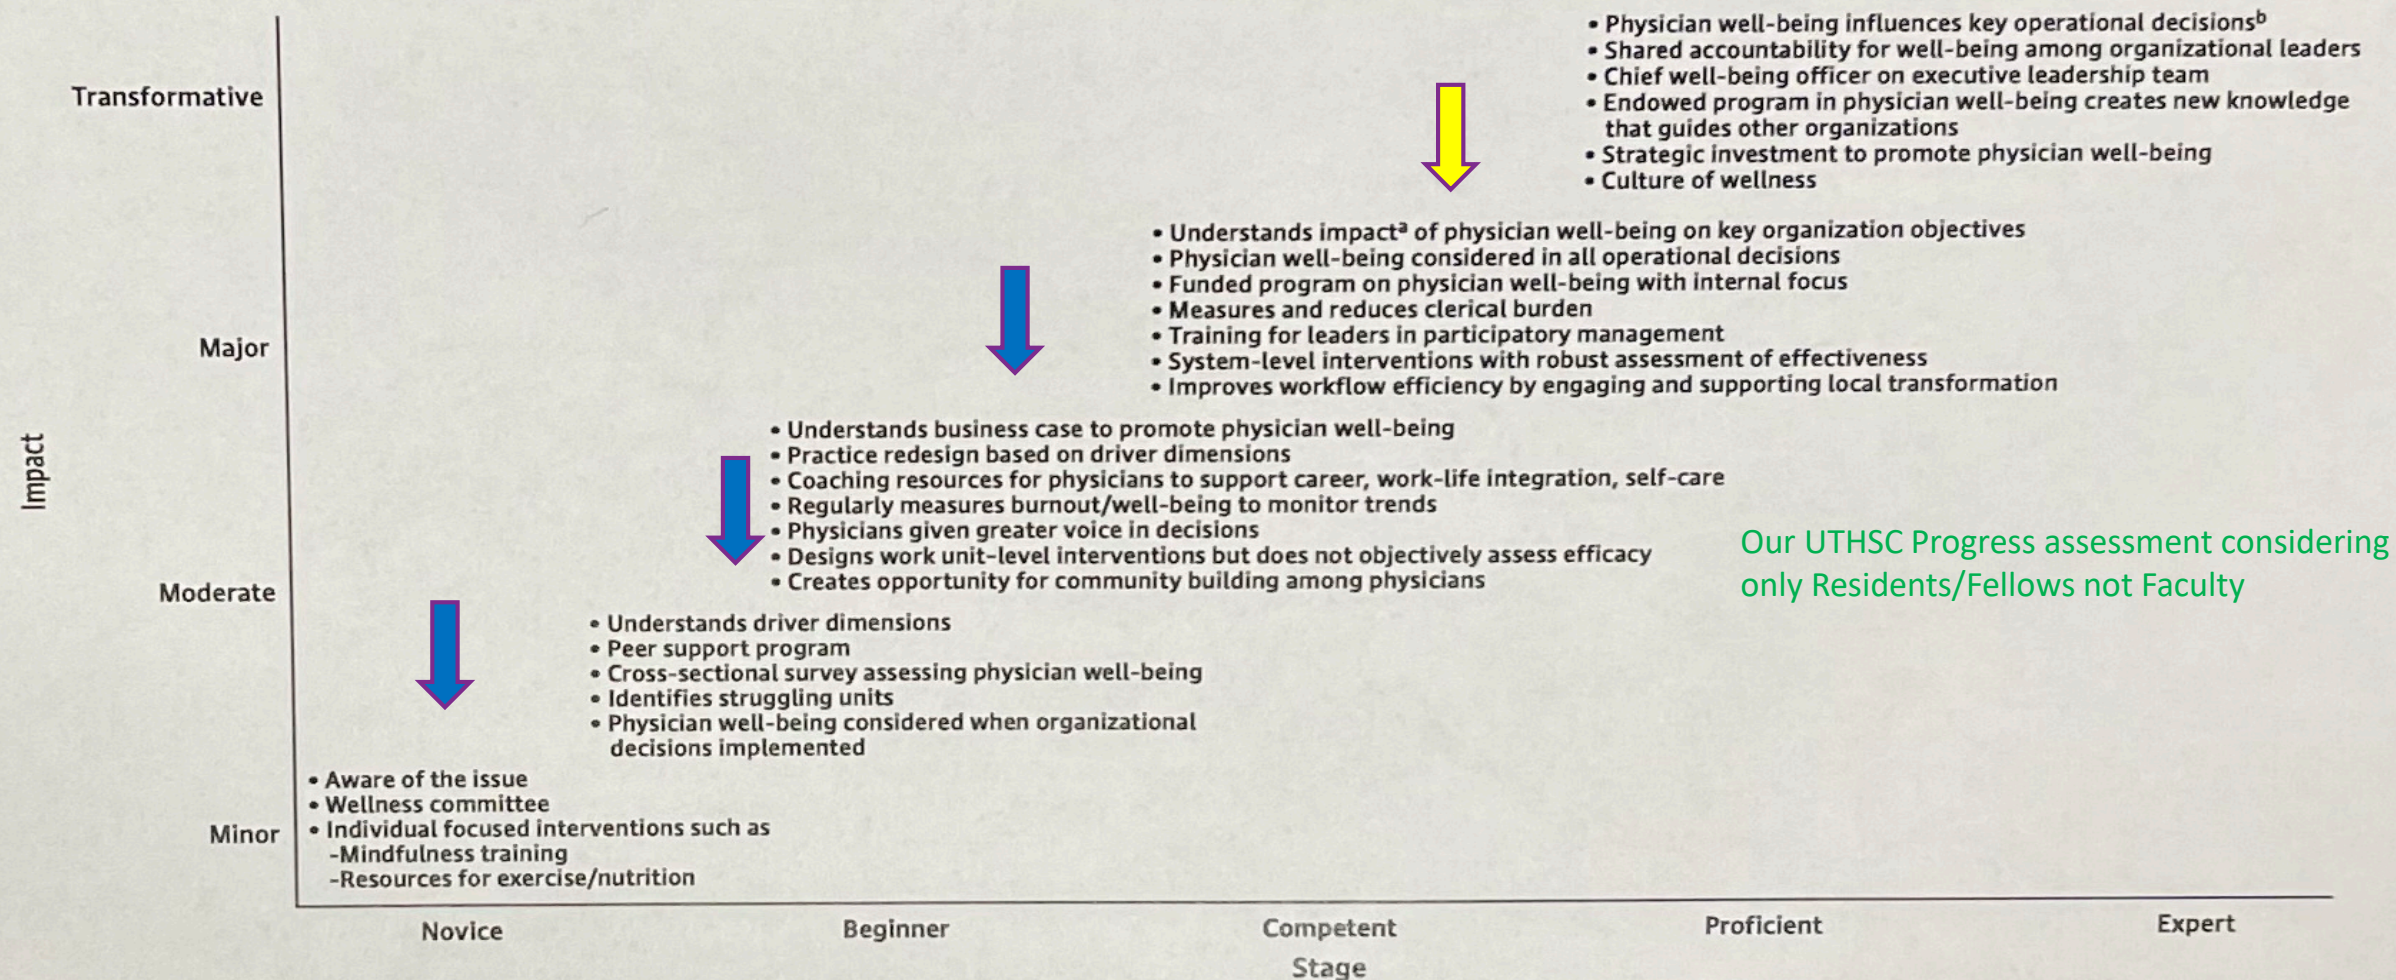 Impact
Transformative
Major
Moderate
Minor
• Physician well-being influences key operational decisionsᵇ
• Shared accountability for well-being among organizational leaders
• Chief well-being officer on executive leadership team
• Endowed program in physician well-being creates new knowledge
that guides other organizations
• Strategic investment to promote physician well-being
• Culture of wellness
• Understands impactᵃ of physician well-being on key organization objectives
• Physician well-being considered in all operational decisions
• Funded program on physician well-being with internal focus
• Measures and reduces clerical burden
• Training for leaders in participatory management
• System-level interventions with robust assessment of effectiveness
• Improves workflow efficiency by engaging and supporting local transformation
• Understands business case to promote physician well-being
• Practice redesign based on driver dimensions
• Coaching resources for physicians to support career, work-life integration, self-care
• Regularly measures burnout/well-being to monitor trends
• Physicians given greater voice in decisions
• Designs work unit-level interventions but does not objectively assess efficacy
• Creates opportunity for community building among physicians
Our UTHSC Progress assessment considering
only Residents/Fellows not Faculty
• Understands driver dimensions
• Peer support program
• Cross-sectional survey assessing physician well-being
• Identifies struggling units
• Physician well-being considered when organizational
decisions implemented
• Aware of the issue
• Wellness committee
• Individual focused interventions such as
-Mindfulness training
-Resources for exercise/nutrition
Novice
Beginner
Competent
Proficient
Expert
Stage